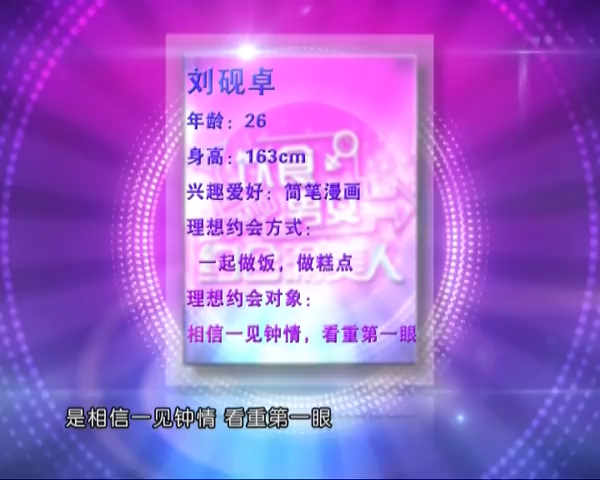 刘砚卓
年龄：26
身高：163cm
兴趣爱好：简笔漫画
理想约会方式：
一起做饭，做糕点
理想约会对象：
相信一见钟情，看重第一眼
是相信一见钟情 看重第一眼